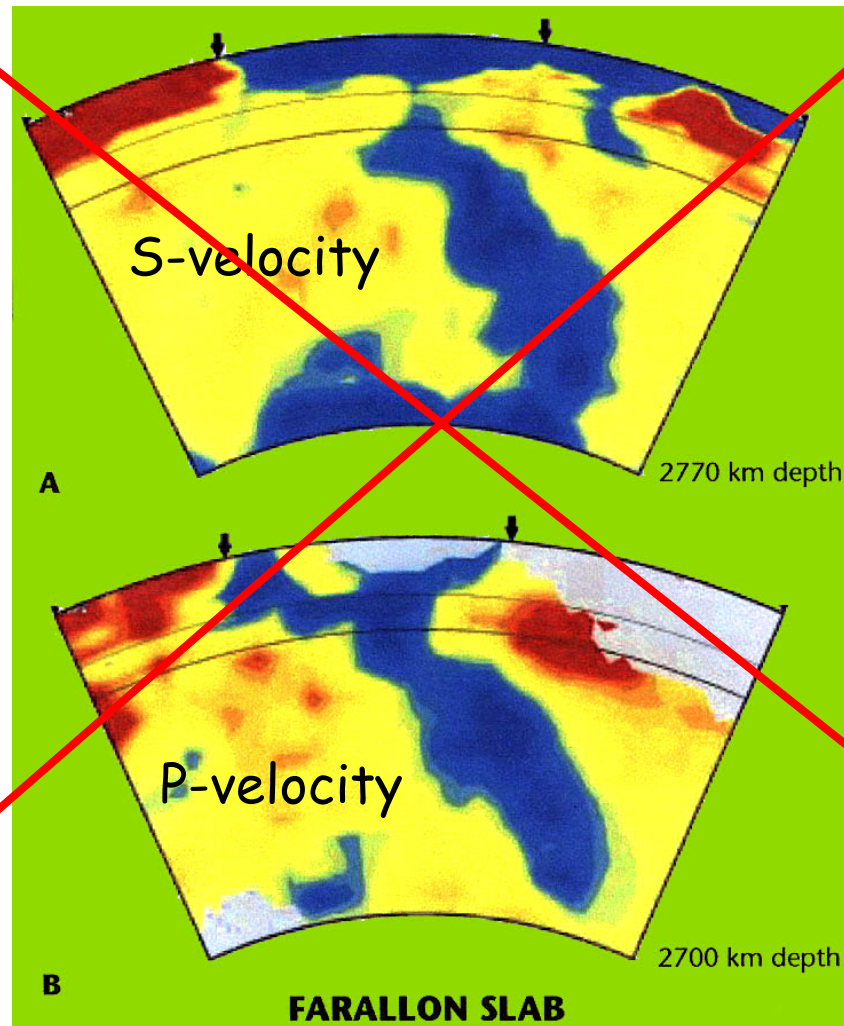 S-velocity
A
2770 km depth
P-velocity
2700 km depth
B
FARALLON SLAB